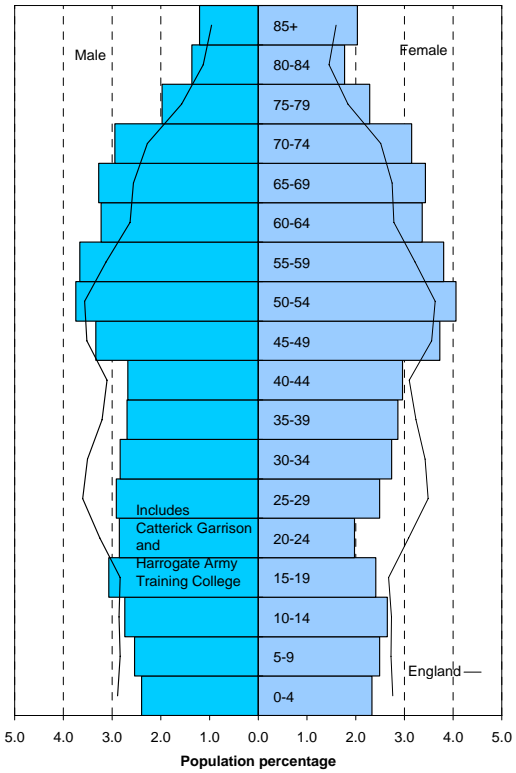 85+
Male
Female
80-84
75-79
70-74
65-69
60-64
55-59
50-54
45-49
40-44
35-39
30-34
25-29
Includes
Catterick Garrison
and
Harrogate Army
Training College
20-24
15-19
10-14
5-9
England
0-4
5.0 4.0 3.0 2.0 1.0 0.0 1.0 2.0 3.0 4.0 5.0
Population percentage